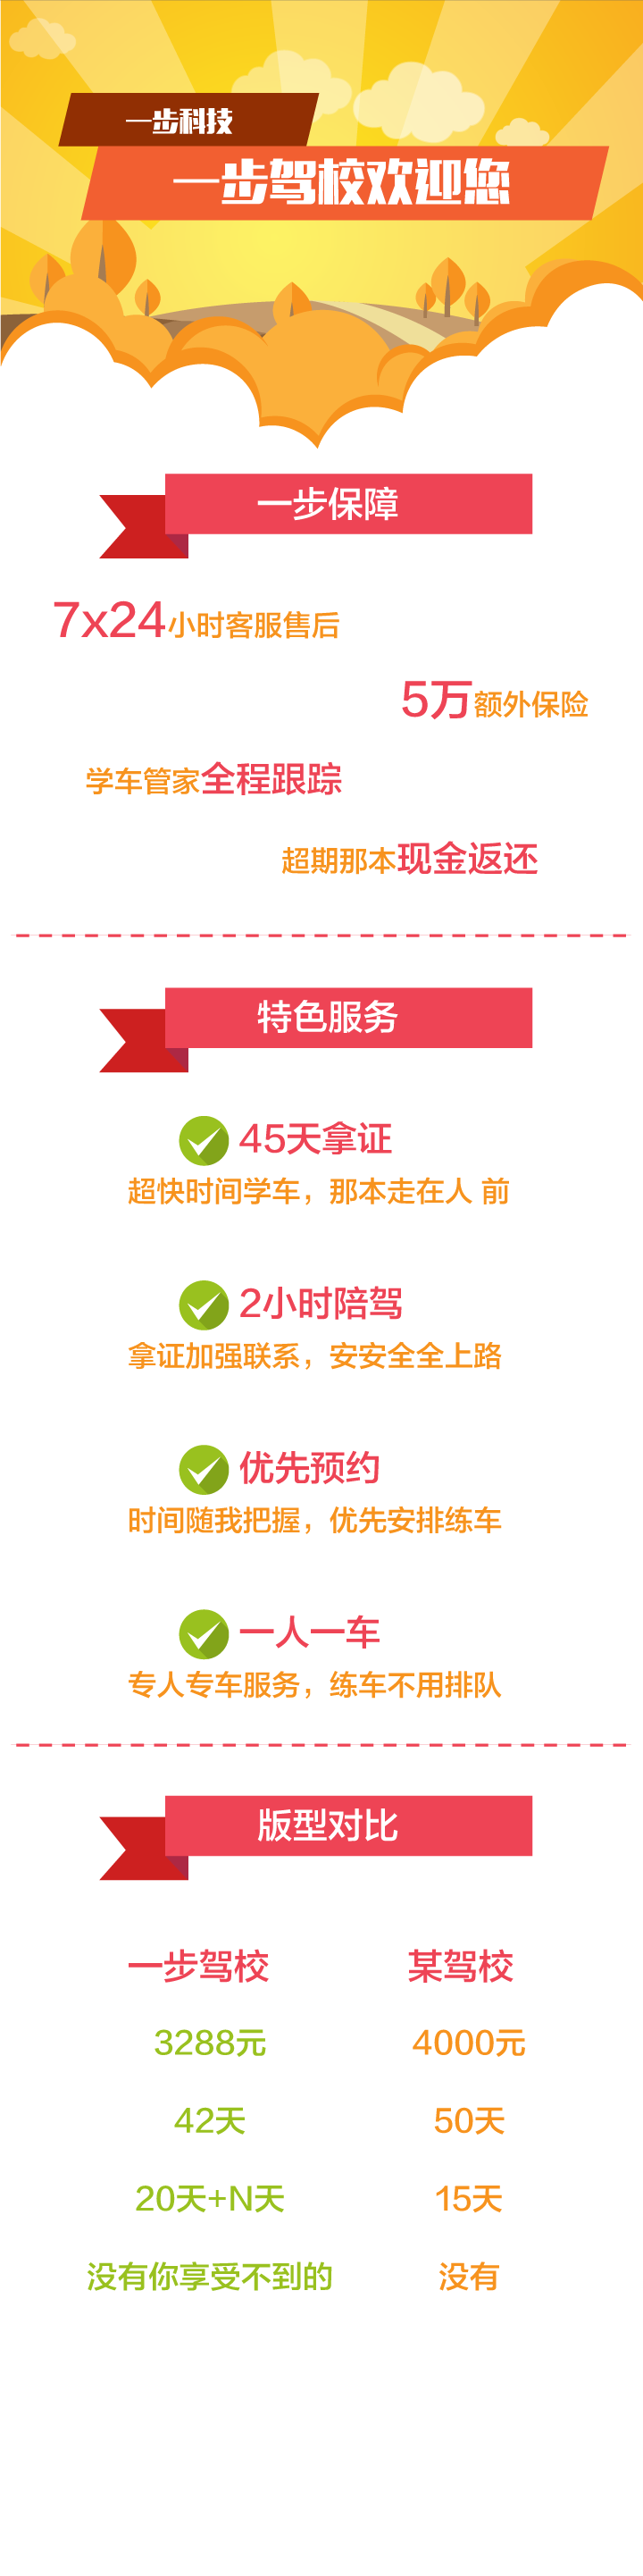 一步科技
一步驾校欢迎您
一步保障
7x24小时客服售后
5万额外保险
学车管家全程跟踪
超期那本现金返还
特色服务
45天拿证
超快时间学车，那本走在人 前
2小时陪驾
拿证加强联系，安安全全上路
优先预约
时间随我把握，优先安排练车
一人一车
专人专车服务，练车不用排队
版型对比
一步驾校 某驾校
3288元 4000元
42天 50天
20天+N天 15天
没有你享受不到的 没有